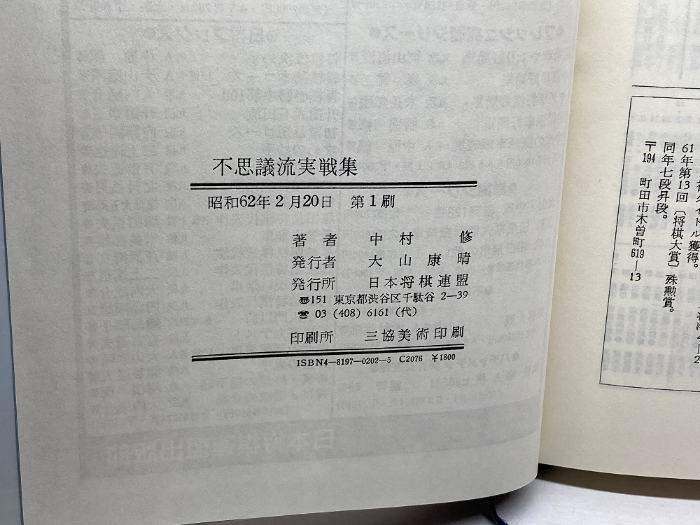 不思議流実戦集
昭和62年2月20日 第1刷
著者 中村 修
発行者 大山康晴
発行所 日本将棋連盟
〠151 東京都渋谷区千駄谷 2—39
☎ 03 (408) 6161 (代)
印刷所 三協美術印刷
ISBN4-8197-0202-5 C2076 ¥1800
61年第13回〔将棋大賞〕殊勲賞。
同年七段昇段。
〒194 町田市木曽町619—13